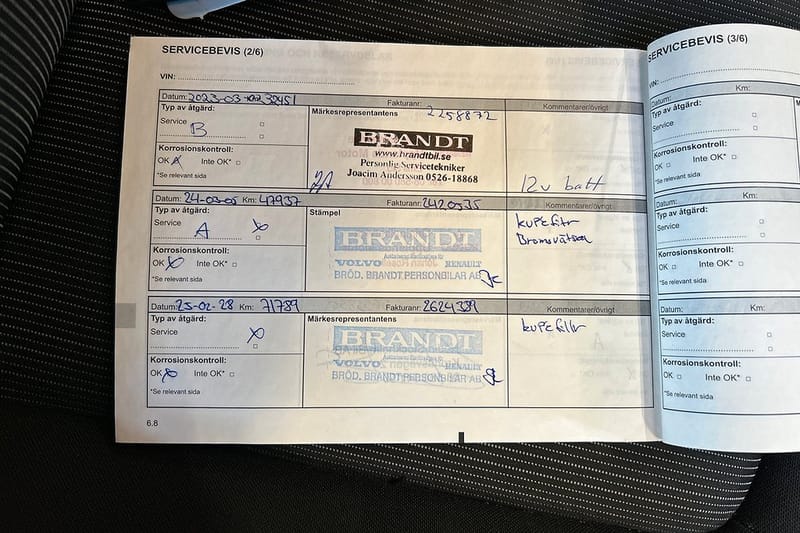 SERVICEBEVIS (2/6)
VIN:
Datum: 2023-03- 
Fakturanr: 2258872
Kommentarer/övrigt
Typ av åtgärd:
Service
B
Korrosionskontroll:
OK X Inte OK*
*Se relevant sida
Märkesrepresentantens
BRANDT
www.brandtbil.se
Personlig Servicetekniker
Joacim Andersson 0526-18868
12v batt
Datum: 24-03-05 Km: 47937
Fakturanr: 2420535
Kommentarer/övrigt
Typ av åtgärd:
Service X
A
Korrosionskontroll:
OK X Inte OK*
*Se relevant sida
Stämpel
BRANDT
VOLVO RENAULT
BRÖD. BRANDT PERSONBILAR AB
kupefiltr
Bromsvätska
Datum: 25-02-28 Km: 71789
Fakturanr: 2624389
Kommentarer/övrigt
Typ av åtgärd:
Service X
Korrosionskontroll:
OK X Inte OK*
*Se relevant sida
Märkesrepresentantens
BRANDT
VOLVO RENAULT
BRÖD. BRANDT PERSONBILAR AB
kupefiltr
6.8
SERVICEBEVIS (3/6)
VIN:
Datum: Km:
Typ av åtgärd:
Service
Korrosionskontroll:
OK Inte OK*
*Se relevant sida
Datum: Km:
Typ av åtgärd:
Service
Korrosionskontroll:
OK Inte OK*
*Se relevant sida
Datum: Km:
Typ av åtgärd:
Service
Korrosionskontroll:
OK Inte OK*
*Se relevant sida